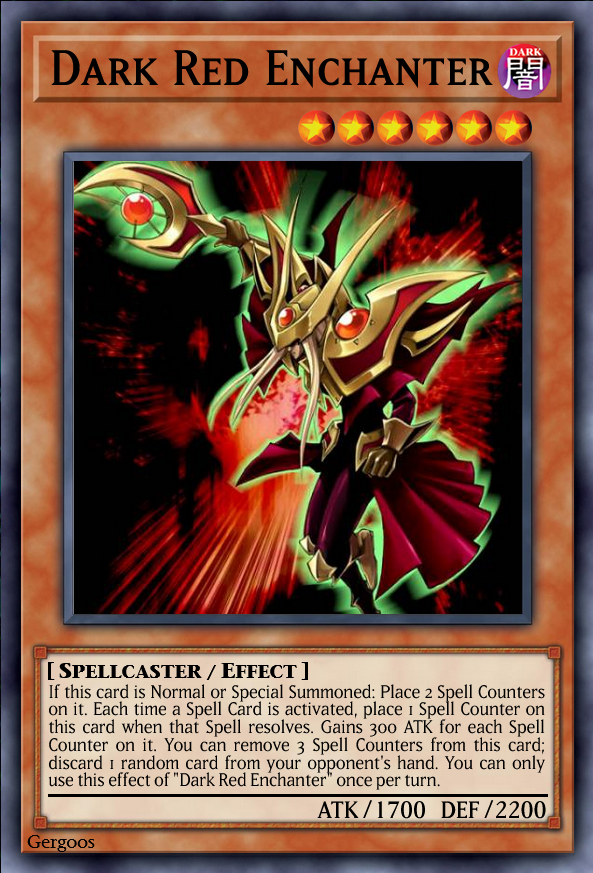 Dark Red Enchanter
DARK
闇
[ Spellcaster / Effect ]
If this card is Normal or Special Summoned: Place 2 Spell Counters
on it. Each time a Spell Card is activated, place 1 Spell Counter on
this card when that Spell resolves. Gains 300 ATK for each Spell
Counter on it. You can remove 3 Spell Counters from this card;
discard 1 random card from your opponent's hand. You can only
use this effect of "Dark Red Enchanter" once per turn.
ATK/1700 DEF/2200
Gergoos